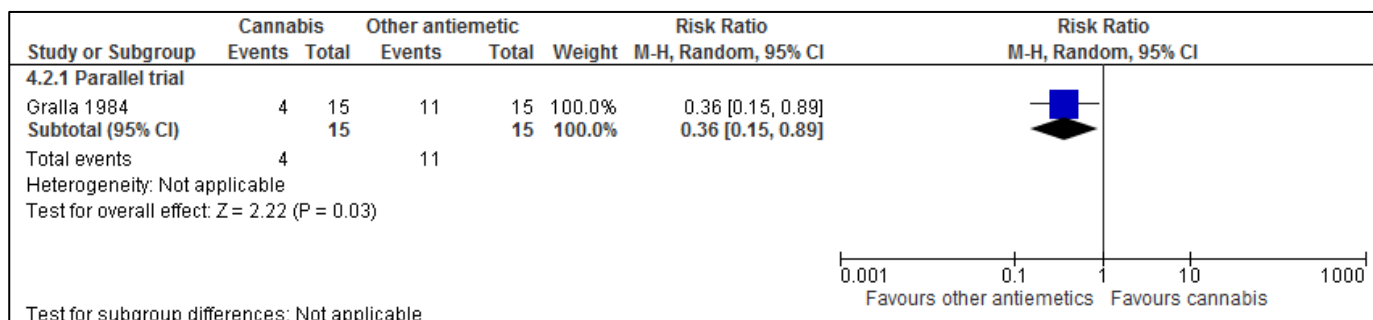 Cannabis Other antiemetic Risk Ratio Risk Ratio
Study or Subgroup Events Total Events Total Weight M-H, Random, 95% CI M-H, Random, 95% CI
4.2.1 Parallel trial
Gralla 1984 4 15 11 15 100.0% 0.36 [0.15, 0.89]
Subtotal (95% CI) 15 15 100.0% 0.36 [0.15, 0.89]
Total events 4 11
Heterogeneity: Not applicable
Test for overall effect: Z = 2.22 (P = 0.03)
0.001 0.1 1 10 1000
Favours other antiemetics Favours cannabis
Test for subgroup differences: Not applicable